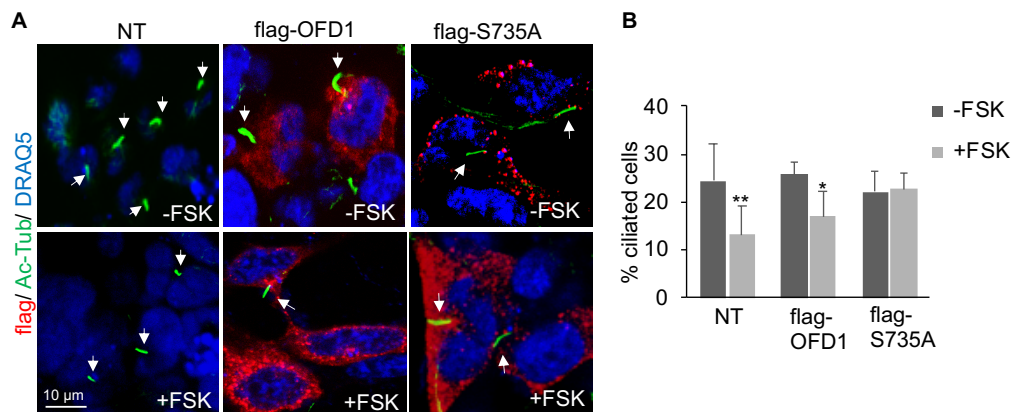 A
NT
flag-OFD1
flag-S735A
flag/ Ac-Tub/ DRAQ5
-FSK
-FSK
-FSK
10 µm
+FSK
+FSK
+FSK
B
% ciliated cells
40
30
20
10
0
**
*
-FSK
+FSK
NT
flag-
OFD1
flag-
S735A